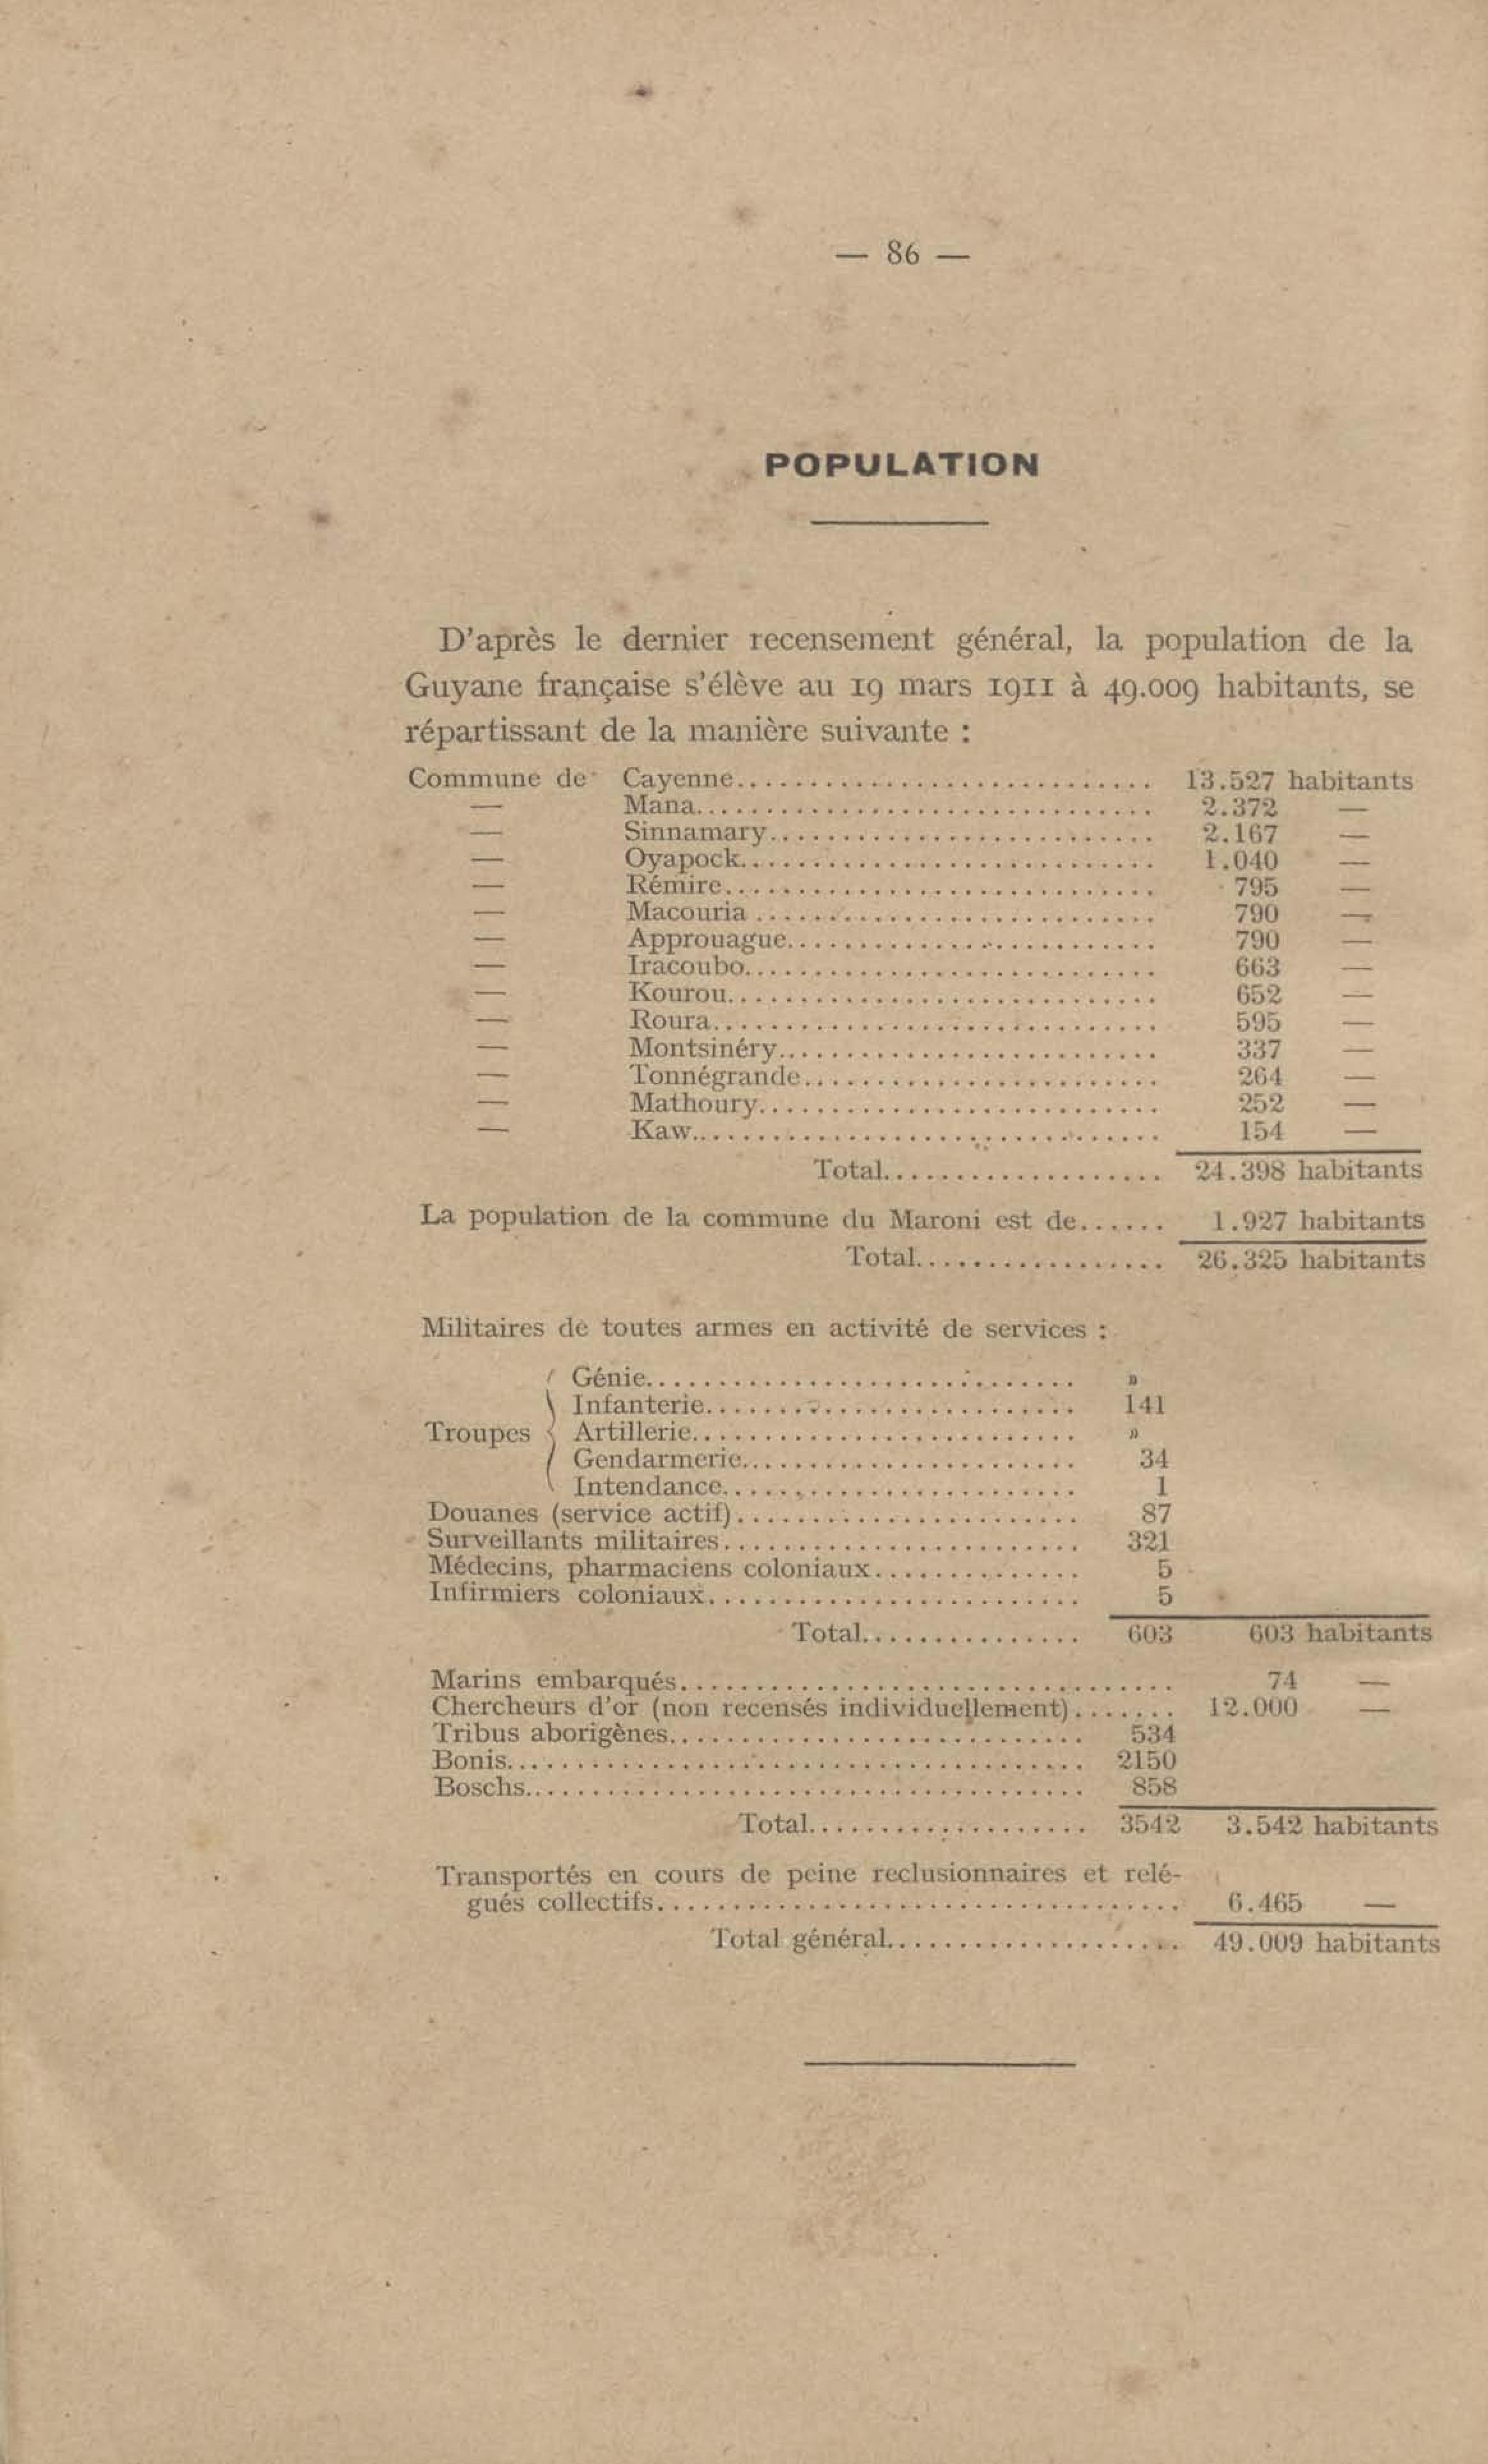 — 86 —
POPULATION
D'après le dernier recensement général, la population de la
Guyane française s'élève au 19 mars 1911 à 49.009 habitants, se
répartissant de la manière suivante :
Commune de Cayenne.............................. 13.527 habitants
— Mana.............................. 2.372 —
— Sinnamary.............................. 2.167 —
— Oyapock.............................. 1.040 —
— Rémire.............................. 795 —
— Macouria .............................. 790 —
— Approuague.............................. 790 —
— Iracoubo.............................. 663 —
— Kourou.............................. 652 —
— Roura.............................. 595 —
— Montsinéry.............................. 337 —
— Tonnégrande.............................. 264 —
— Mathoury.............................. 252 —
— Kaw.............................. 154 —
Total.................... 24.398 habitants
La population de la commune du Maroni est de...... 1.927 habitants
Total.................. 26.325 habitants
Militaires de toutes armes en activité de services :
Génie.............................. »
Infanterie.............................. 141
Troupes { Artillerie.............................. »
Gendarmerie.............................. 34
Intendance.............................. 1
Douanes (service actif)........................ 87
Surveillants militaires........................ 321
Médecins, pharmaciens coloniaux.............. 5
Infirmiers coloniaux......................... 5
Total............... 603 603 habitants
Marins embarqués.................................. 74 —
Chercheurs d'or (non recensés individuellement)....... 12.000 —
Tribus aborigènes............................ 534
Bonis...................................... 2150
Boschs..................................... 858
Total................... 3542 3.542 habitants
Transportés en cours de peine reclusionnaires et relé-
gués collectifs................................... 6.465 —
Total général.................... 49.009 habitants